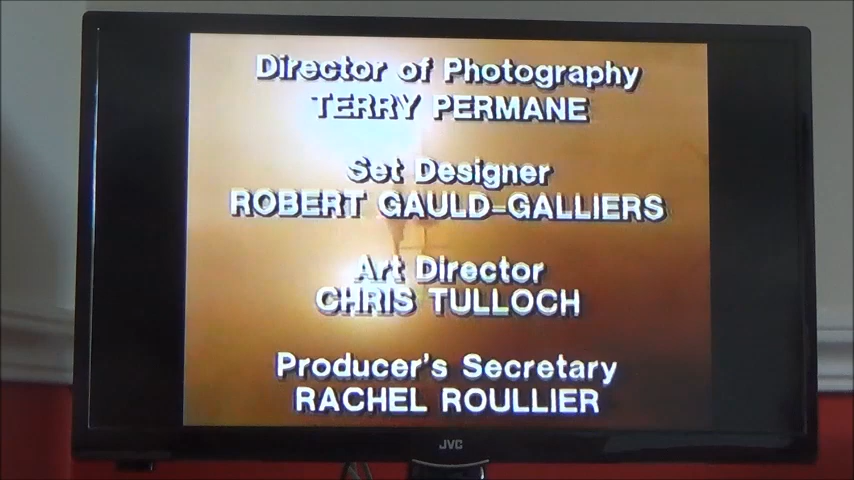 Director of Photography
TERRY PERMANE
Set Designer
ROBERT GAULD-GALLIERS
Art Director
CHRIS TULLOCH
Producer's Secretary
RACHEL ROULLIER
JVC